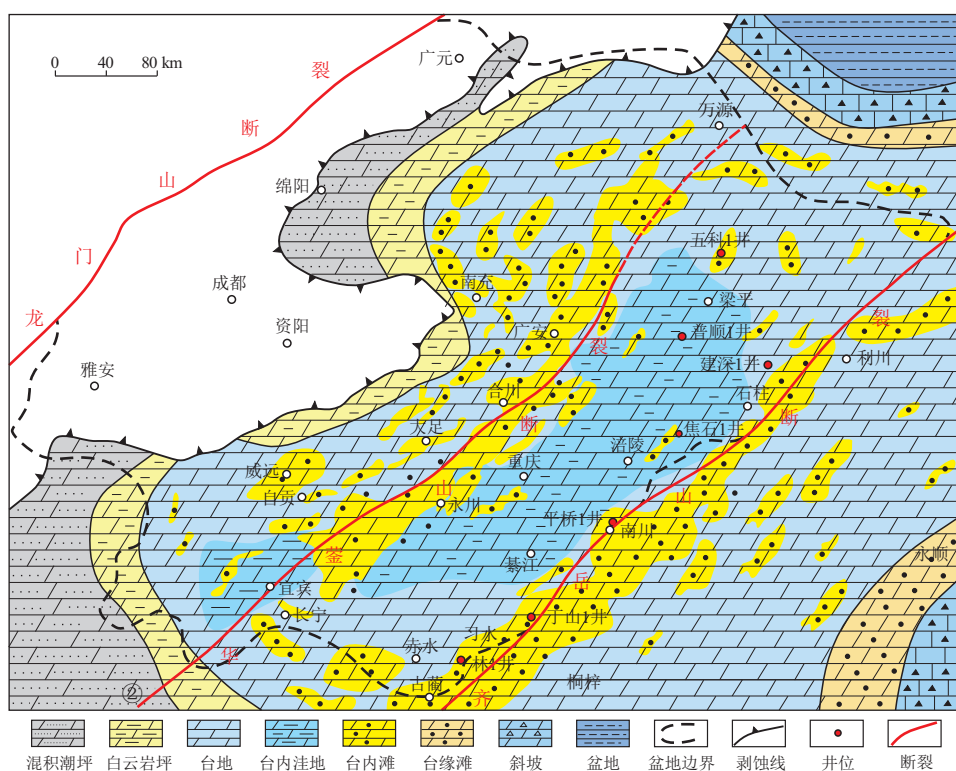 0 40 80 km
广元
裂
断
山
门
龙
万源
绵阳
成都
资阳
雅安
五科1井
南充
梁平
广安
裂
普顺1井
裂
建深1井
利川
合川
石柱
大足
断
断
焦石1井
重庆
涪陵
威远
自贡
山
永川
山
平桥1井
南川
釜
綦江
岳
永顺
宜宾
长宁
丁山1井
习水
华
赤水
林1井
②
古蔺
齐
桐梓
混积潮坪 白云岩坪 台地 台内洼地 台内滩 台缘滩 斜坡 盆地 盆地边界 剥蚀线 井位 断裂